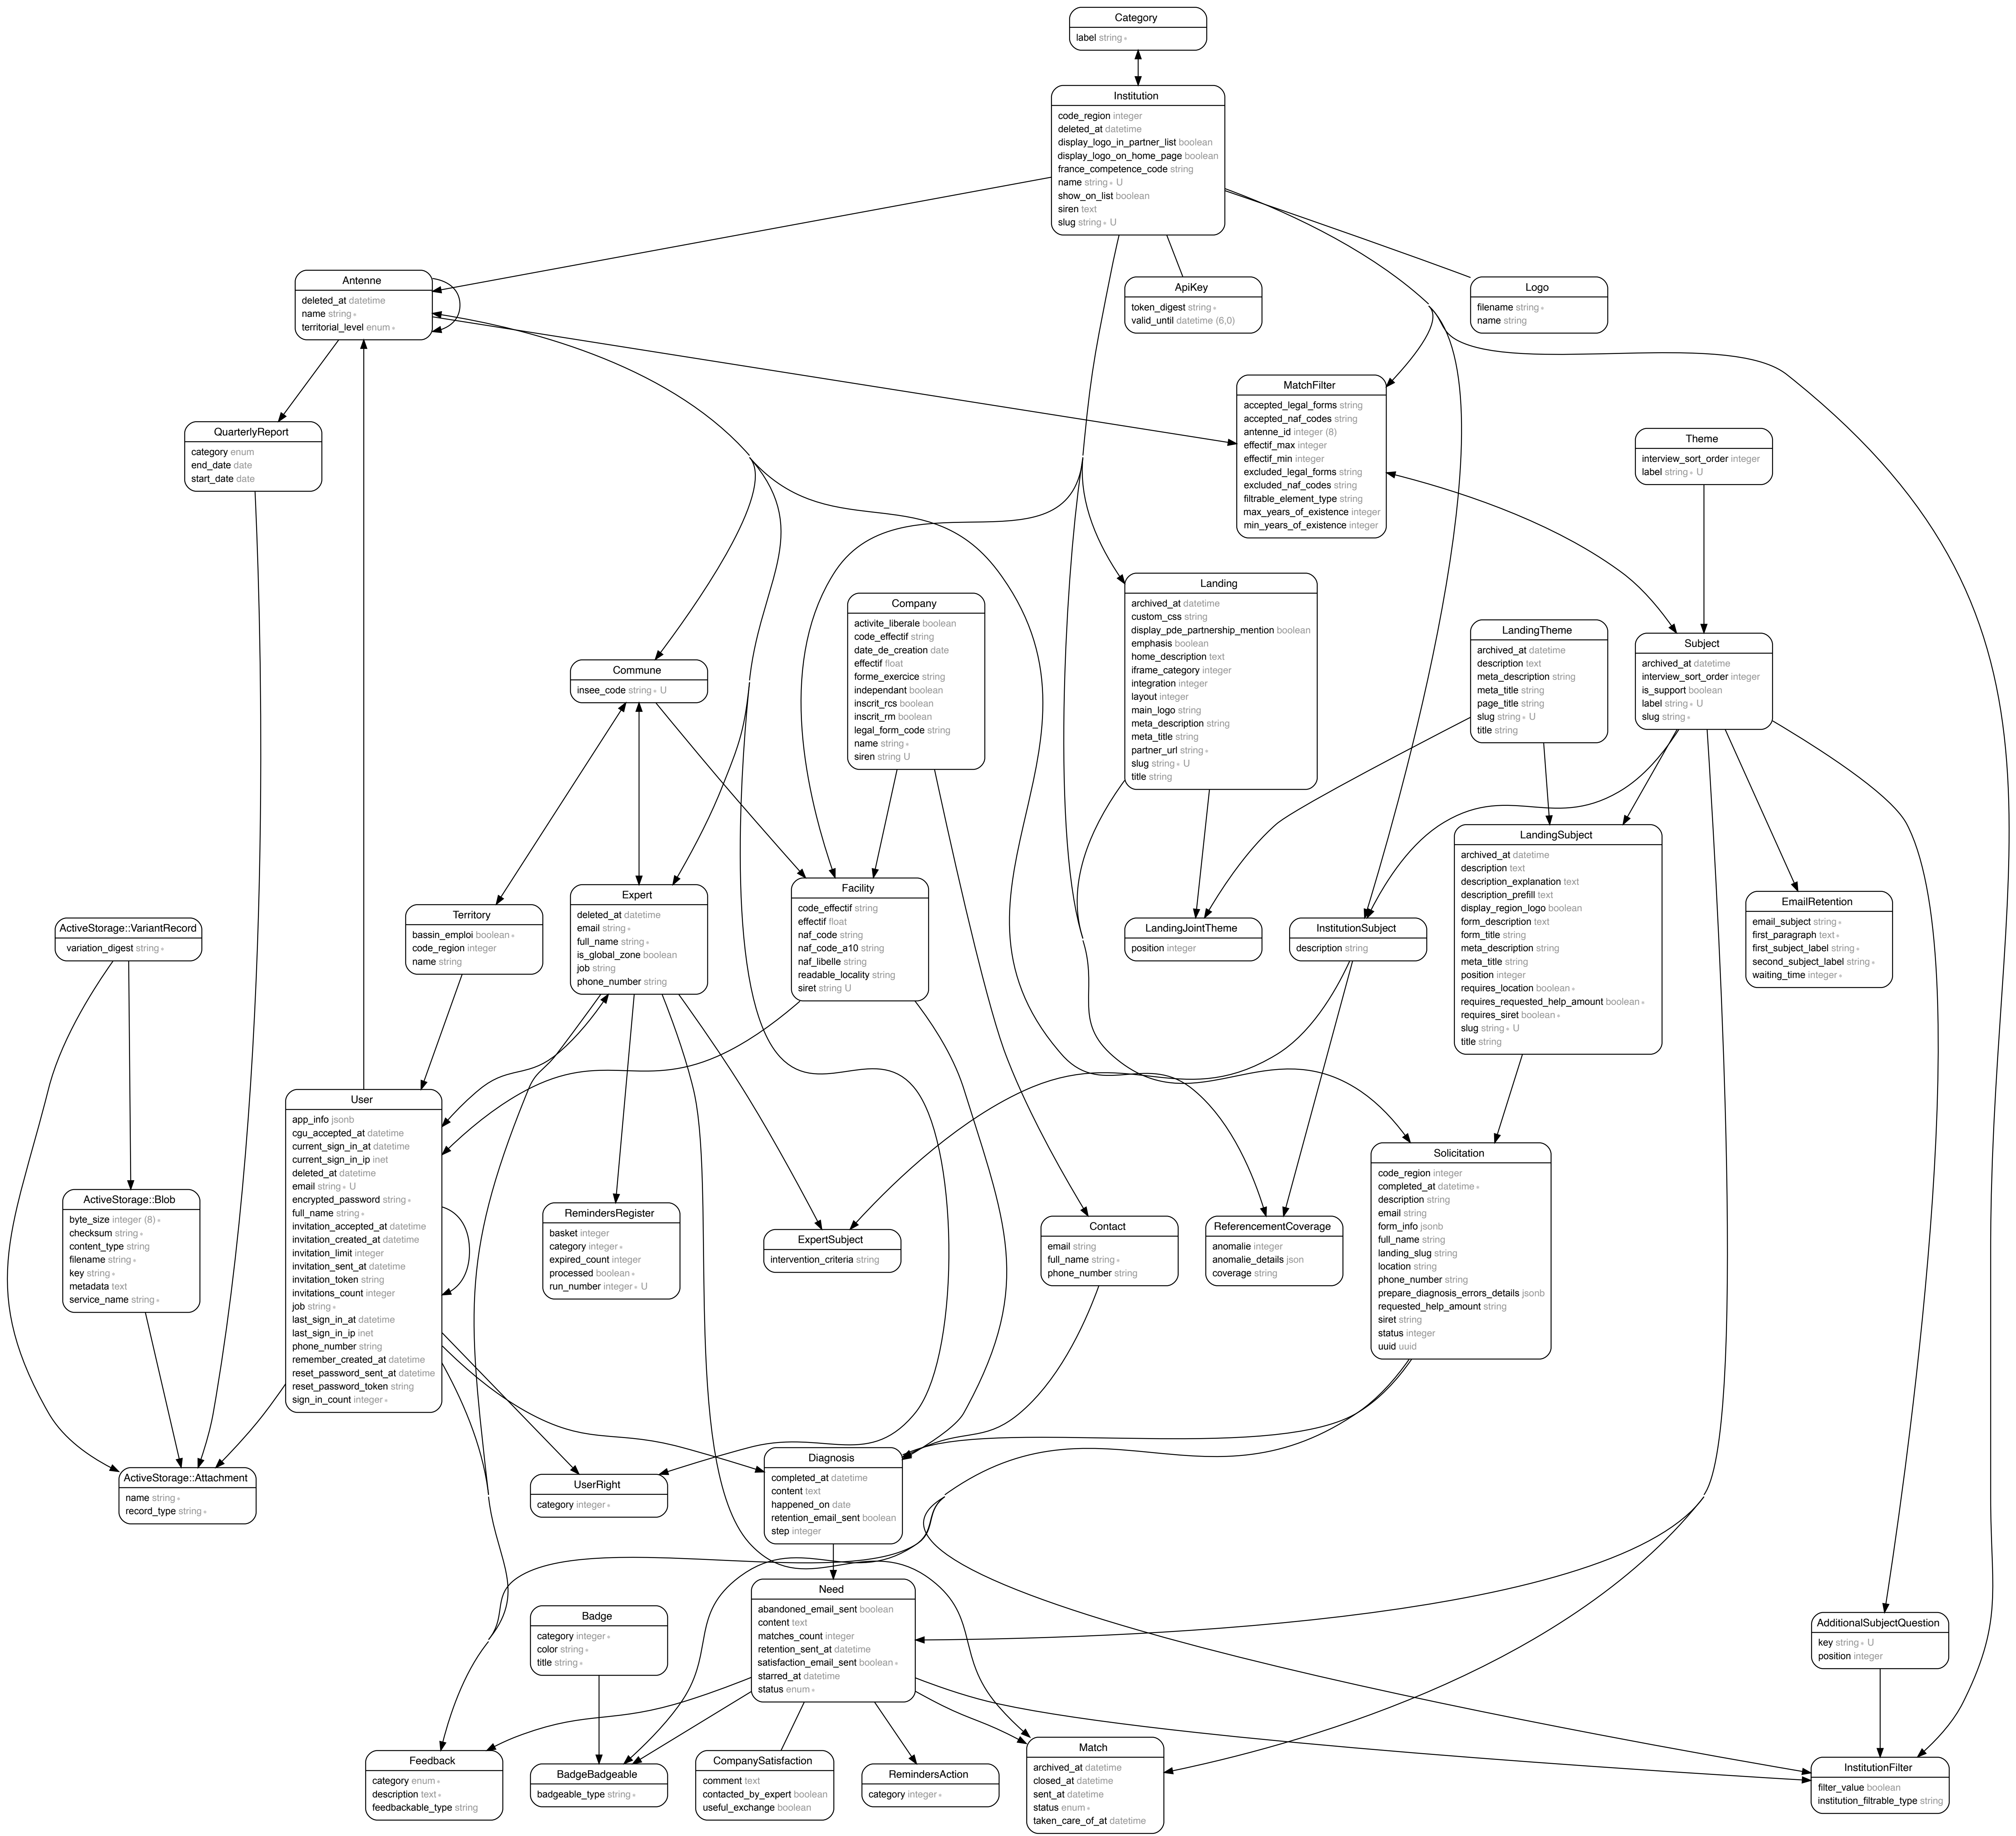 Category
label string ∗
Institution
code_region integer
deleted_at datetime
display_logo_in_partner_list boolean
display_logo_on_home_page boolean
france_competence_code string
name string ∗ U
show_on_list boolean
siren text
slug string ∗ U
Antenne
deleted_at datetime
name string ∗
territorial_level enum ∗
ApiKey
token_digest string ∗
valid_until datetime (6,0)
Logo
filename string ∗
name string
MatchFilter
accepted_legal_forms string
accepted_naf_codes string
antenne_id integer (8)
effectif_max integer
effectif_min integer
excluded_legal_forms string
excluded_naf_codes string
filtrable_element_type string
max_years_of_existence integer
min_years_of_existence integer
QuarterlyReport
category enum
end_date date
start_date date
Theme
interview_sort_order integer
label string ∗ U
Landing
archived_at datetime
custom_css string
display_pde_partnership_mention boolean
emphasis boolean
home_description text
iframe_category integer
integration integer
layout integer
main_logo string
meta_description string
meta_title string
partner_url string ∗
slug string ∗ U
title string
Company
activite_liberale boolean
code_effectif string
date_de_creation date
effectif float
forme_exercice string
independant boolean
inscrit_rcs boolean
inscrit_rm boolean
legal_form_code string
name string ∗
siren string U
LandingTheme
archived_at datetime
description text
meta_description string
meta_title string
page_title string
slug string ∗ U
title string
Subject
archived_at datetime
interview_sort_order integer
is_support boolean
label string ∗ U
slug string ∗
Commune
insee_code string ∗ U
LandingSubject
archived_at datetime
description text
description_explanation text
description_prefill text
display_region_logo boolean
form_description text
form_title string
meta_description string
meta_title string
position integer
requires_location boolean ∗
requires_requested_help_amount boolean ∗
requires_siret boolean ∗
slug string ∗ U
title string
Facility
code_effectif string
effectif float
naf_code string
naf_code_a10 string
naf_libelle string
readable_locality string
siret string U
Expert
deleted_at datetime
email string ∗
full_name string ∗
is_global_zone boolean
job string
phone_number string
EmailRetention
email_subject string ∗
first_paragraph text ∗
first_subject_label string ∗
second_subject_label string ∗
waiting_time integer ∗
Territory
bassin_emploi boolean ∗
code_region integer
name string
ActiveStorage::VariantRecord
variation_digest string ∗
LandingJointTheme
position integer
InstitutionSubject
description string
User
app_info jsonb
cgu_accepted_at datetime
current_sign_in_at datetime
current_sign_in_ip inet
deleted_at datetime
email string ∗ U
encrypted_password string ∗
full_name string ∗
invitation_accepted_at datetime
invitation_created_at datetime
invitation_limit integer
invitation_sent_at datetime
invitation_token string
invitations_count integer
job string ∗
last_sign_in_at datetime
last_sign_in_ip inet
phone_number string
remember_created_at datetime
reset_password_sent_at datetime
reset_password_token string
sign_in_count integer ∗
Solicitation
code_region integer
completed_at datetime ∗
description string
email string
form_info jsonb
full_name string
landing_slug string
location string
phone_number string
prepare_diagnosis_errors_details jsonb
requested_help_amount string
siret string
status integer
uuid uuid
ActiveStorage::Blob
byte_size integer (8) ∗
checksum string ∗
content_type string
filename string ∗
key string ∗
metadata text
service_name string ∗
RemindersRegister
basket integer
category integer ∗
expired_count integer
processed boolean ∗
run_number integer ∗ U
ExpertSubject
intervention_criteria string
Contact
email string
full_name string ∗
phone_number string
ReferencementCoverage
anomalie integer
anomalie_details json
coverage string
Diagnosis
completed_at datetime
content text
happened_on date
retention_email_sent boolean
step integer
ActiveStorage::Attachment
name string ∗
record_type string ∗
UserRight
category integer ∗
Need
abandoned_email_sent boolean
content text
matches_count integer
retention_sent_at datetime
satisfaction_email_sent boolean ∗
starred_at datetime
status enum ∗
Badge
category integer ∗
color string ∗
title string ∗
AdditionalSubjectQuestion
key string ∗ U
position integer
Feedback
category enum ∗
description text ∗
feedbackable_type string
BadgeBadgeable
badgeable_type string ∗
CompanySatisfaction
comment text
contacted_by_expert boolean
useful_exchange boolean
RemindersAction
category integer ∗
Match
archived_at datetime
closed_at datetime
sent_at datetime
status enum ∗
taken_care_of_at datetime
InstitutionFilter
filter_value boolean
institution_filtrable_type string